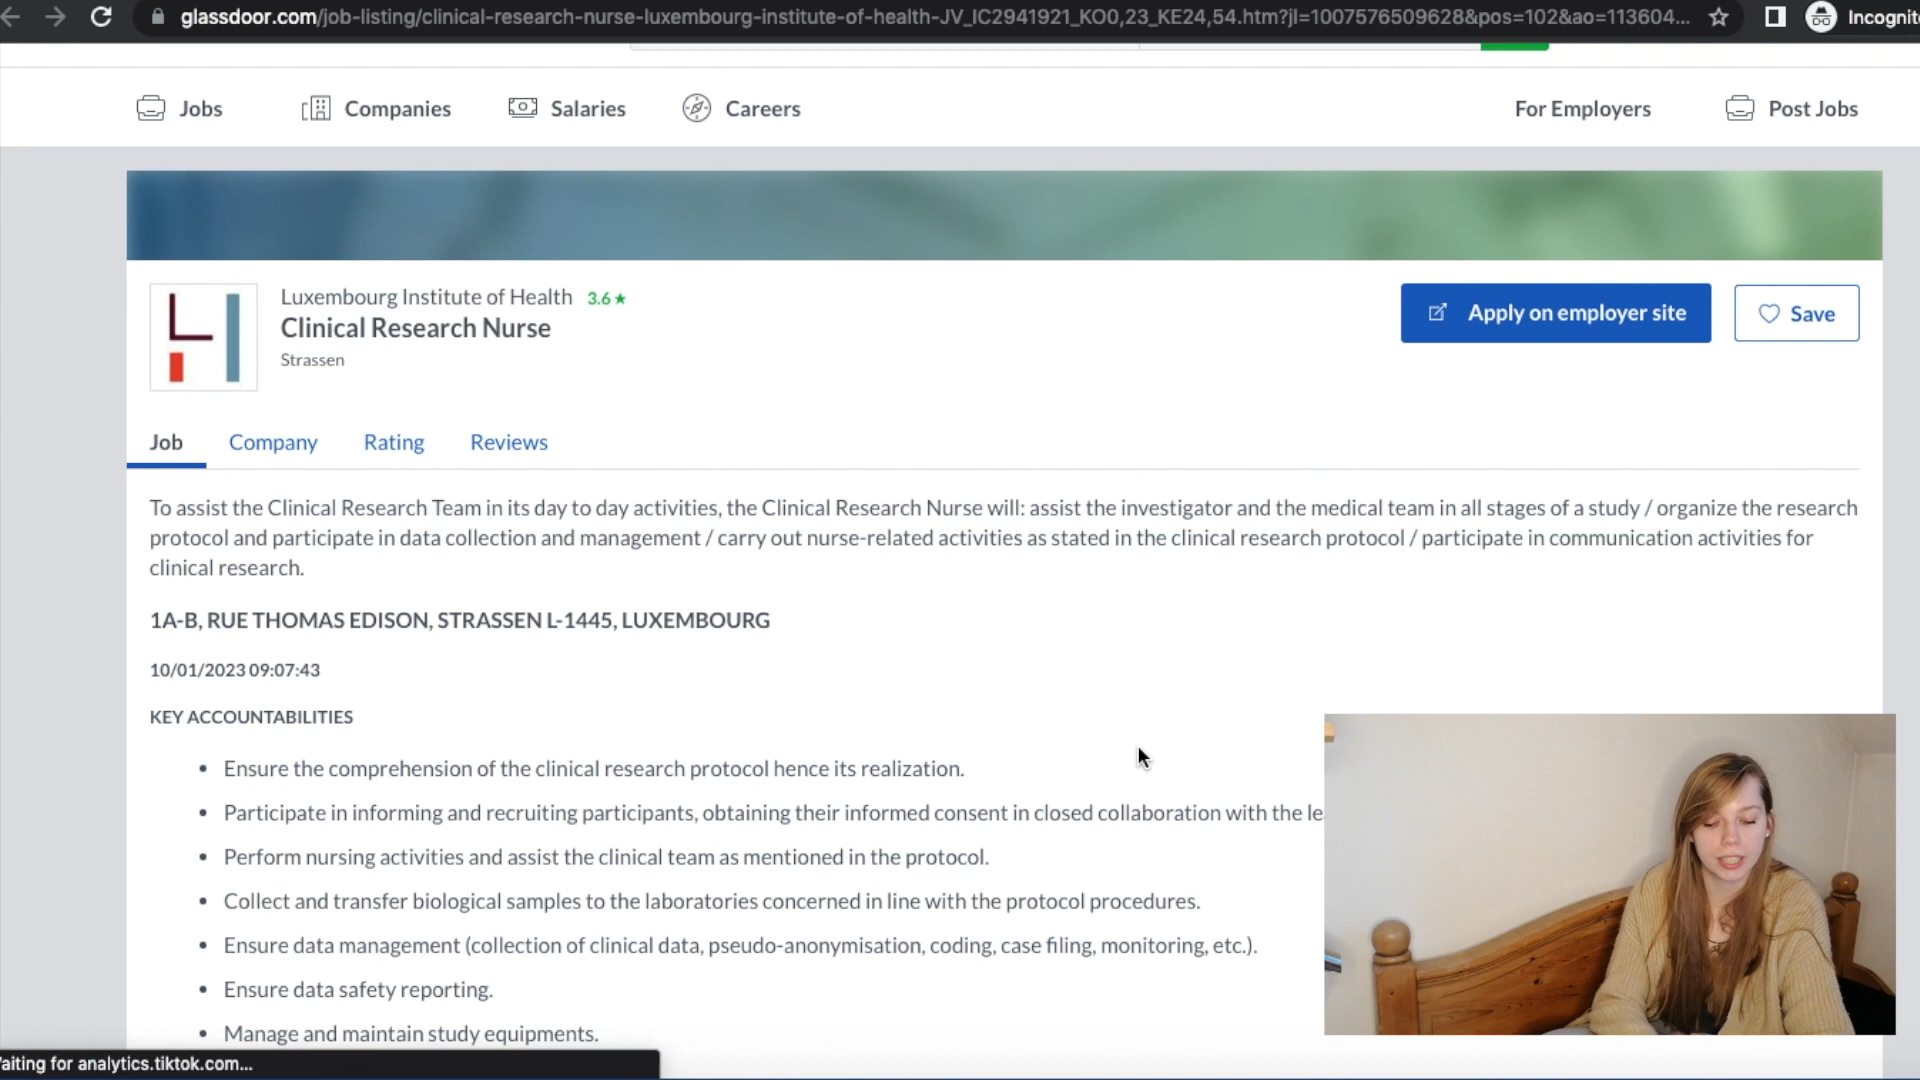 glassdoor.com/job-listing/clinical-research-nurse-luxembourg-institute-of-health-JV_IC2941921_KO0,23_KE24,54.htm?jl=1007576509628&pos=102&ao=113604...
Incognit
Jobs
Companies
Salaries
Careers
For Employers
Post Jobs
Luxembourg Institute of Health 3.6 ★
Clinical Research Nurse
Strassen
Apply on employer site
Save
Job
Company
Rating
Reviews
To assist the Clinical Research Team in its day to day activities, the Clinical Research Nurse will: assist the investigator and the medical team in all stages of a study / organize the research
protocol and participate in data collection and management / carry out nurse-related activities as stated in the clinical research protocol / participate in communication activities for
clinical research.
1A-B, RUE THOMAS EDISON, STRASSEN L-1445, LUXEMBOURG
10/01/2023 09:07:43
KEY ACCOUNTABILITIES
• Ensure the comprehension of the clinical research protocol hence its realization.
• Participate in informing and recruiting participants, obtaining their informed consent in closed collaboration with the le
• Perform nursing activities and assist the clinical team as mentioned in the protocol.
• Collect and transfer biological samples to the laboratories concerned in line with the protocol procedures.
• Ensure data management (collection of clinical data, pseudo-anonymisation, coding, case filing, monitoring, etc.).
• Ensure data safety reporting.
• Manage and maintain study equipments.
aiting for analytics.tiktok.com...